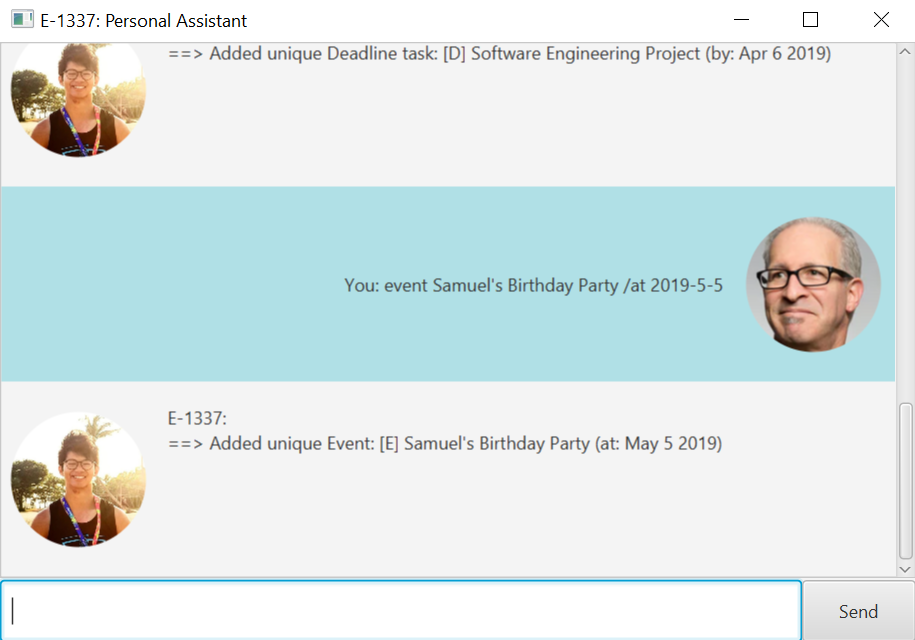 E-1337: Personal Assistant
==> Added unique Deadline task: [D] Software Engineering Project (by: Apr 6 2019)
You: event Samuel's Birthday Party /at 2019-5-5
E-1337:
==> Added unique Event: [E] Samuel's Birthday Party (at: May 5 2019)
Send